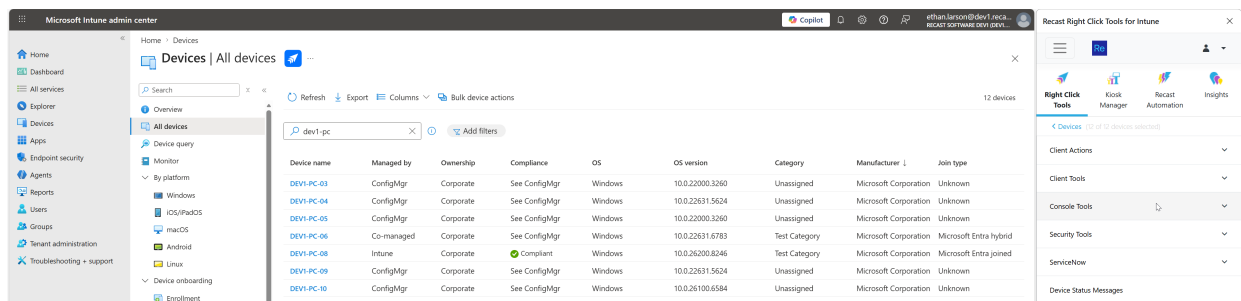 Microsoft Intune admin center
Copilot
ethan.larson@dev1.reca...
RECAST SOFTWARE DEV1 (DEV1...
Home
Dashboard
All services
Explorer
Devices
Apps
Endpoint security
Agents
Reports
Users
Groups
Tenant administration
Troubleshooting + support
Home > Devices
Devices | All devices
Search
Overview
All devices
Device query
Monitor
By platform
Windows
iOS/iPadOS
macOS
Android
Linux
Device onboarding
Enrollment
Refresh Export Columns Bulk device actions 12 devices
dev1-pc Add filters
Device name Managed by Ownership Compliance OS OS version Category Manufacturer ↓ Join type
DEV1-PC-03 ConfigMgr Corporate See ConfigMgr Windows 10.0.22000.3260 Unassigned Microsoft Corporation Unknown
DEV1-PC-04 ConfigMgr Corporate See ConfigMgr Windows 10.0.22631.5624 Unassigned Microsoft Corporation Unknown
DEV1-PC-05 ConfigMgr Corporate See ConfigMgr Windows 10.0.22000.3260 Unassigned Microsoft Corporation Unknown
DEV1-PC-06 Co-managed Corporate See ConfigMgr Windows 10.0.22631.6783 Test Category Microsoft Corporation Microsoft Entra hybrid
DEV1-PC-08 Intune Corporate Compliant Windows 10.0.26200.8246 Test Category Microsoft Corporation Microsoft Entra joined
DEV1-PC-09 ConfigMgr Corporate See ConfigMgr Windows 10.0.22631.5624 Unassigned Microsoft Corporation Unknown
DEV1-PC-10 ConfigMgr Corporate See ConfigMgr Windows 10.0.26100.6584 Unassigned Microsoft Corporation Unknown
Recast Right Click Tools for Intune
Re
Right Click Tools
Kiosk Manager
Recast Automation
Insights
Devices (12 of 12 devices selected)
Client Actions
Client Tools
Console Tools
Security Tools
ServiceNow
Device Status Messages